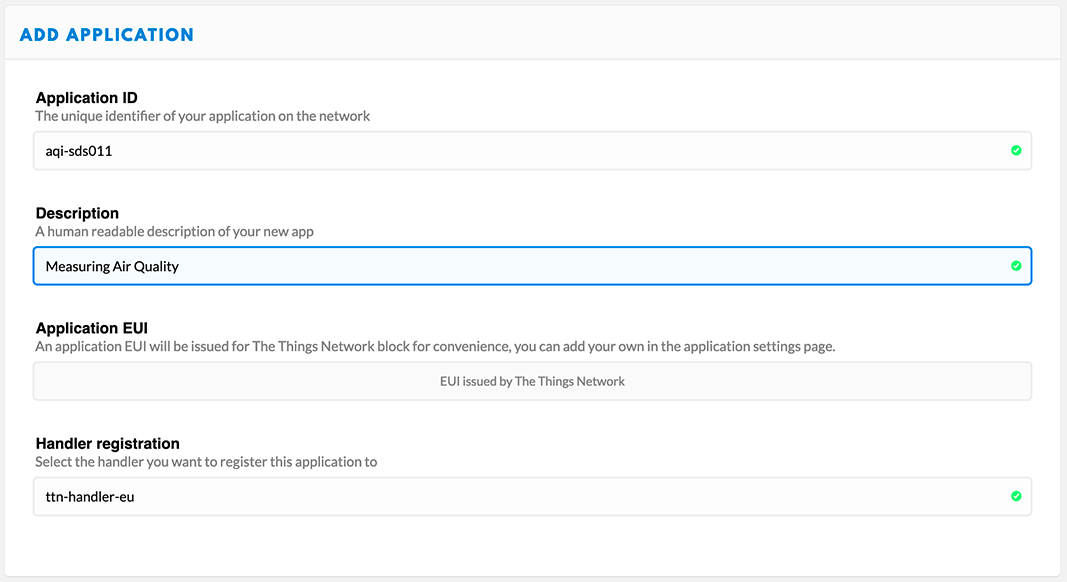 ADD APPLICATION
Application ID
The unique identifier of your application on the network
aqi-sds011
Description
A human readable description of your new app
Measuring Air Quality
Application EUI
An application EUI will be issued for The Things Network block for convenience, you can add your own in the application settings page.
EUI issued by The Things Network
Handler registration
Select the handler you want to register this application to
ttn-handler-eu